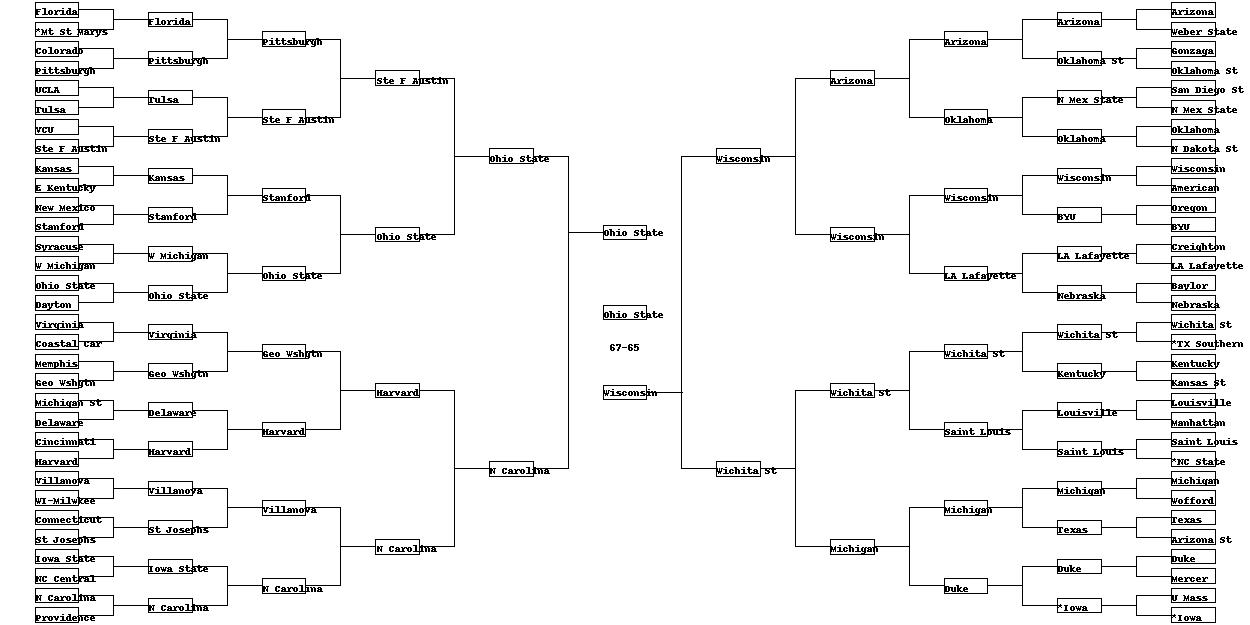 Florida
*Mt St Marys
Colorado
Pittsburgh
UCLA
Tulsa
VCU
Ste F Austin
Kansas
E Kentucky
New Mexico
Stanford
Syracuse
W Michigan
Ohio State
Dayton
Virginia
Coastal Car
Memphis
Geo Wshgtn
Michigan St
Delaware
Cincinnati
Harvard
Villanova
WI-Milwkee
Connecticut
St Josephs
Iowa State
NC Central
N Carolina
Providence
Florida
Pittsburgh
Tulsa
Ste F Austin
Kansas
Stanford
W Michigan
Ohio State
Virginia
Geo Wshgtn
Delaware
Harvard
Villanova
St Josephs
Iowa State
N Carolina
Pittsburgh
Ste F Austin
Stanford
Ohio State
Geo Wshgtn
Harvard
Villanova
N Carolina
Ste F Austin
Ohio State
Harvard
N Carolina
Ohio State
N Carolina
Ohio State
Ohio State
67-65
Wisconsin
Wisconsin
Wichita St
Arizona
Wisconsin
Wichita St
Michigan
Arizona
Oklahoma
Wisconsin
LA Lafayette
Wichita St
Saint Louis
Michigan
Duke
Arizona
Oklahoma St
N Mex State
Oklahoma
Wisconsin
BYU
LA Lafayette
Nebraska
Wichita St
Kentucky
Louisville
Saint Louis
Michigan
Texas
Duke
*Iowa
Arizona
Weber State
Gonzaga
Oklahoma St
San Diego St
N Mex State
Oklahoma
N Dakota St
Wisconsin
American
Oregon
BYU
Creighton
LA Lafayette
Baylor
Nebraska
Wichita St
*TX Southern
Kentucky
Kansas St
Louisville
Manhattan
Saint Louis
*NC State
Michigan
Wofford
Texas
Arizona St
Duke
Mercer
U Mass
*Iowa